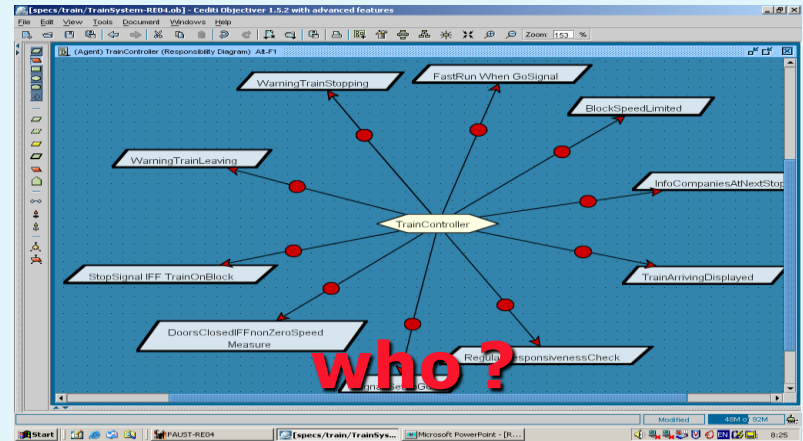 [specs/train/TrainSystem-RE04.ob] - Cediti Objectiver 1.5.2 with advanced features
File Edit View Tools Document Windows Help
Zoom: 153 %
(Agent) TrainController (Responsibility Diagram) Alt-F1
WarningTrainStopping
FastRun When GoSignal
BlockSpeedLimited
WarningTrainLeaving
InfoCompaniesAtNextStop
TrainController
StopSignal IFF TrainOnBlock
TrainArrivingDisplayed
DoorsClosedIFFnonZeroSpeed
Measure
who ?
Modified 48M of 92M
Start FAUST-RE04 [specs/train/TrainSys... Microsoft PowerPoint - [R... EN 8:25